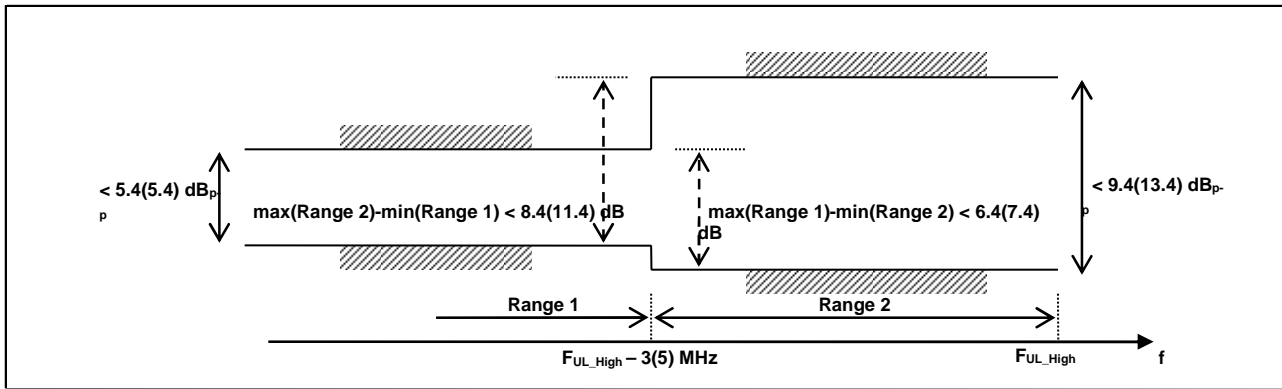 < 5.4(5.4) dBp-
p
max(Range 2)-min(Range 1) < 8.4(11.4) dB
max(Range 1)-min(Range 2) < 6.4(7.4)
dB
< 9.4(13.4) dBp-
p
Range 1
Range 2
FUL_High – 3(5) MHz
FUL_High
f